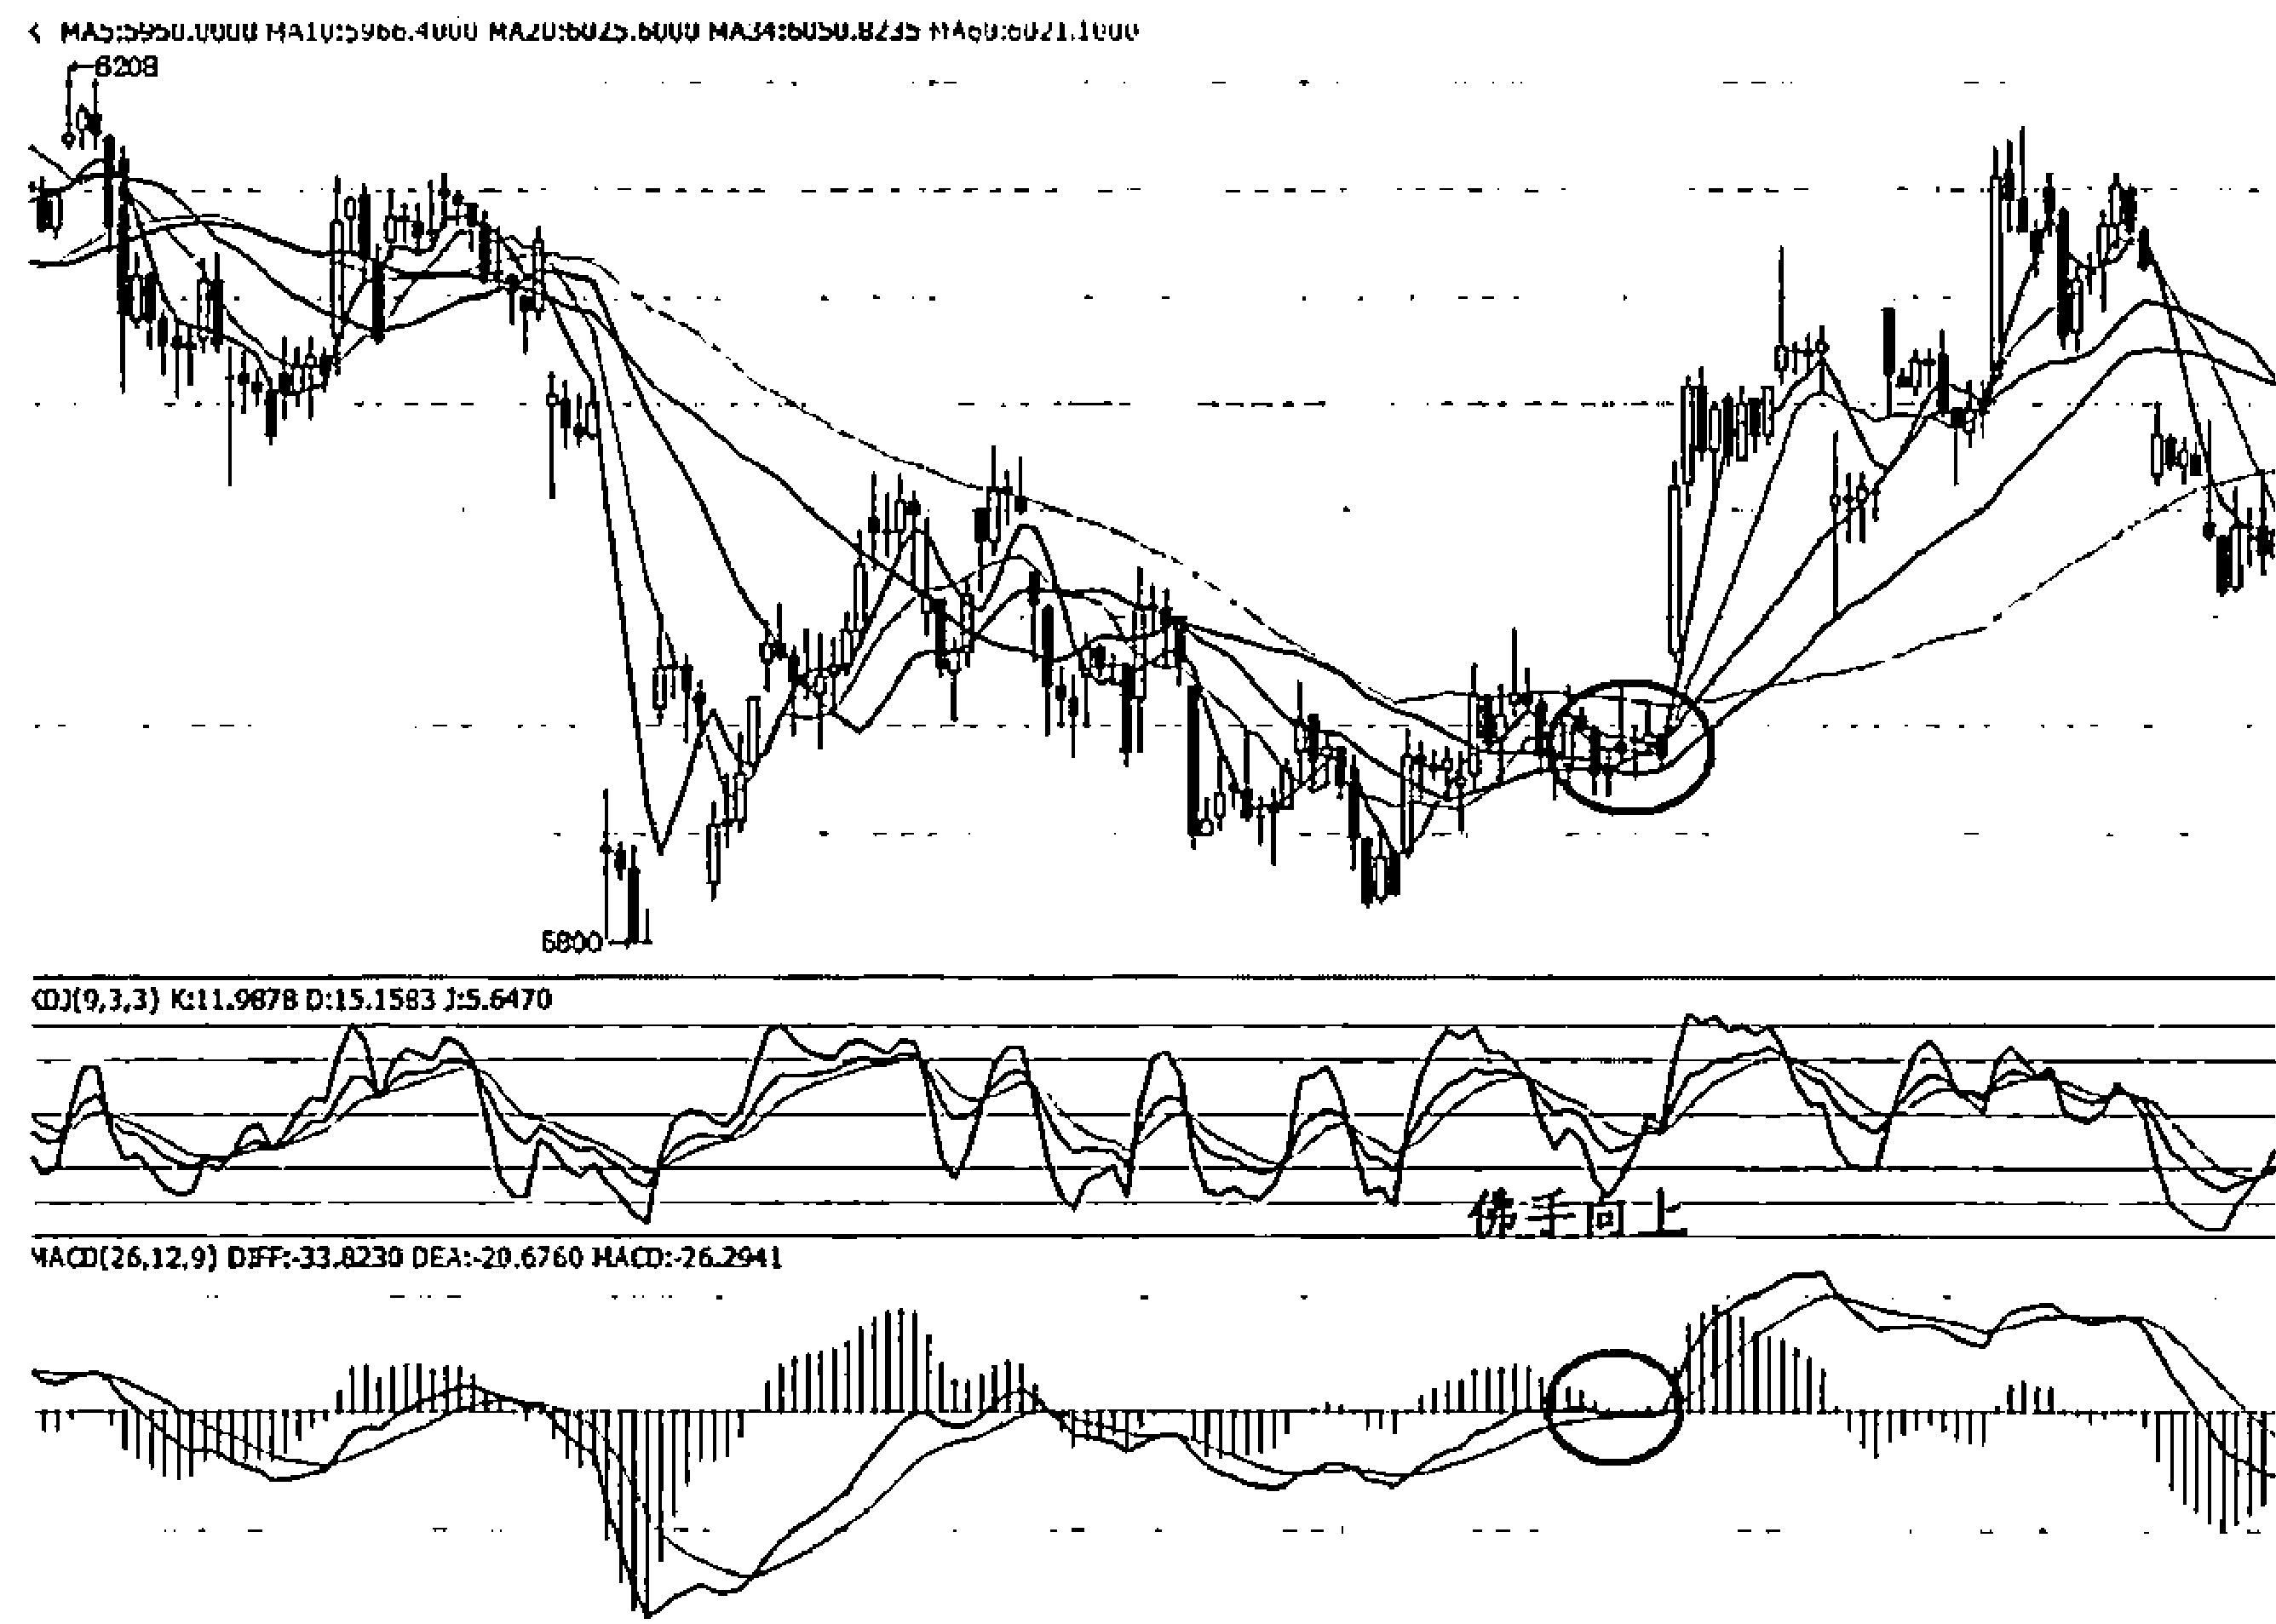 < MA5:5950.0000 MA10:5966.4000 MA20:6025.6000 MA34:6050.8235 MA60:6021.1000
6208
KDJ(9,3,3) K:11.9878 D:15.1583 J:5.6470
佛手向上
MACD(26,12,9) DIFF:-33.8230 DEA:-20.6760 MACD:-26.2941